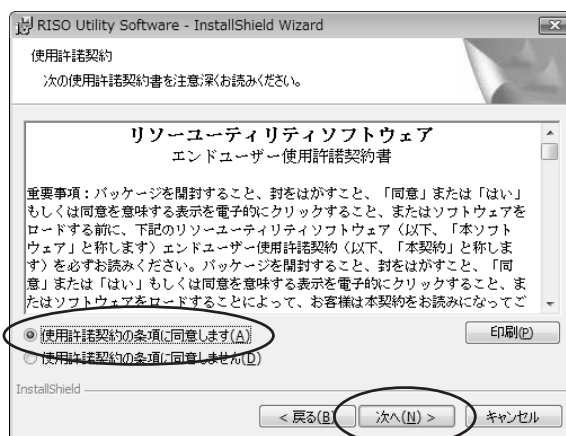 RISO Utility Software - InstallShield Wizard
使用許諾契約
次の使用許諾契約書を注意深くお読みください。
リソーユーティリティソフトウェア
エンドユーザー使用許諾契約書
重要事項：パッケージを開封すること、封をはがすこと、「同意」または「はい」
もしくは同意を意味する表示を電子的にクリックすること、またはソフトウェアを
ロードする前に、下記のリソーユーティリティソフトウェア（以下、「本ソフト
ウェア」と称します）エンドユーザー使用許諾契約（以下、「本契約」と称しま
す）を必ずお読みください。パッケージを開封すること、封をはがすこと、「同
意」または「はい」もしくは同意を意味する表示を電子的にクリックすること、ま
たはソフトウェアをロードすることによって、お客様は本契約をお読みになってご
使用許諾契約の条項に同意します(A)
印刷(P)
使用許諾契約の条項に同意しません(D)
InstallShield
< 戻る(B)
次へ(N) >
キャンセル